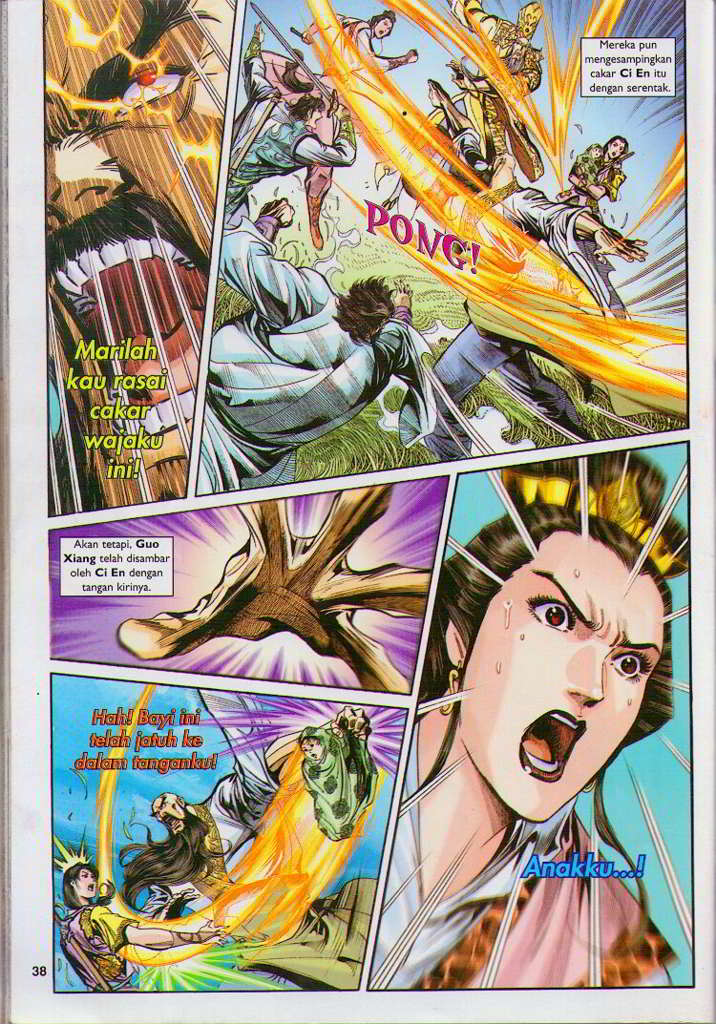 Marilah
kau rasai
cakar
wajaku
ini!
Mereka pun
mengesampingkan
cakar Ci En itu
dengan serentak.
PONG!
Akan tetapi, Guo
Xiang telah disambar
oleh Ci En dengan
tangan kirinya.
Anakku...!
Hah! Bayi ini
telah jatuh ke
dalam tanganku!
38